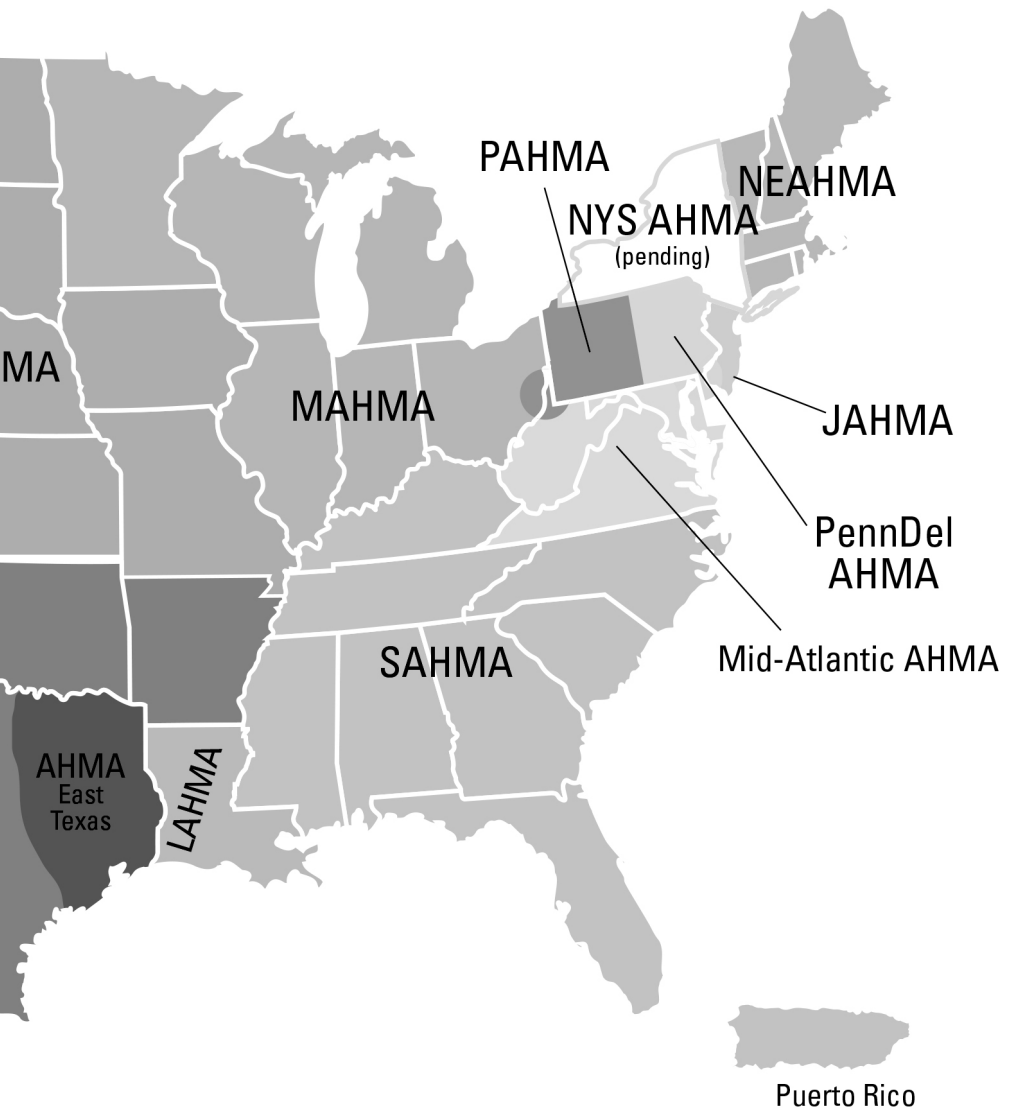 PAHMA
NEAHMA
NYS AHMA
(pending)
MA
MAHMA
JAHMA
PennDel
AHMA
Mid-Atlantic AHMA
SAHMA
AHMA
East
Texas
LAHMA
Puerto Rico